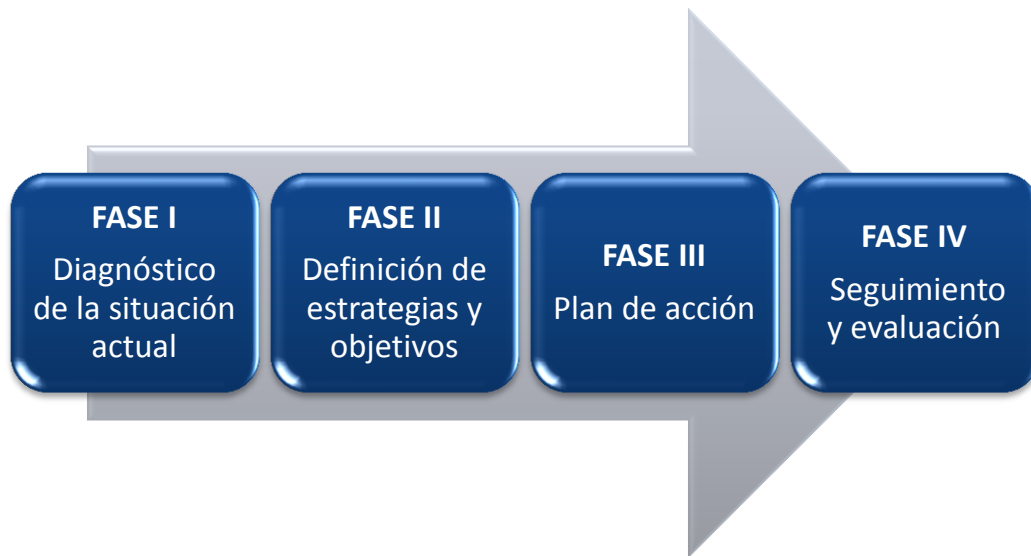 FASE I
Diagnóstico
de la situación
actual
FASE II
Definición de
estrategias y
objetivos
FASE III
Plan de acción
FASE IV
Seguimiento
y evaluación